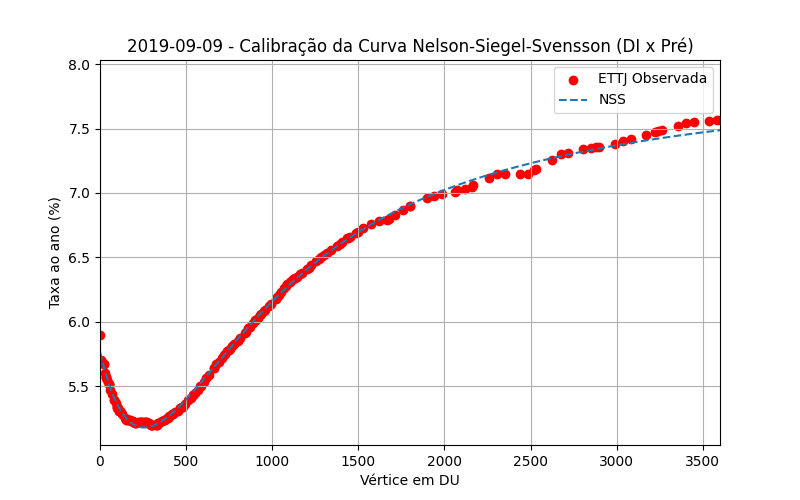 2019-09-09 - Calibração da Curva Nelson-Siegel-Svensson (DI x Pré)
ETTJ Observada
NSS
Taxa ao ano (%)
8.0
7.5
7.0
6.5
6.0
5.5
0 500 1000 1500 2000 2500 3000 3500
Vértice em DU